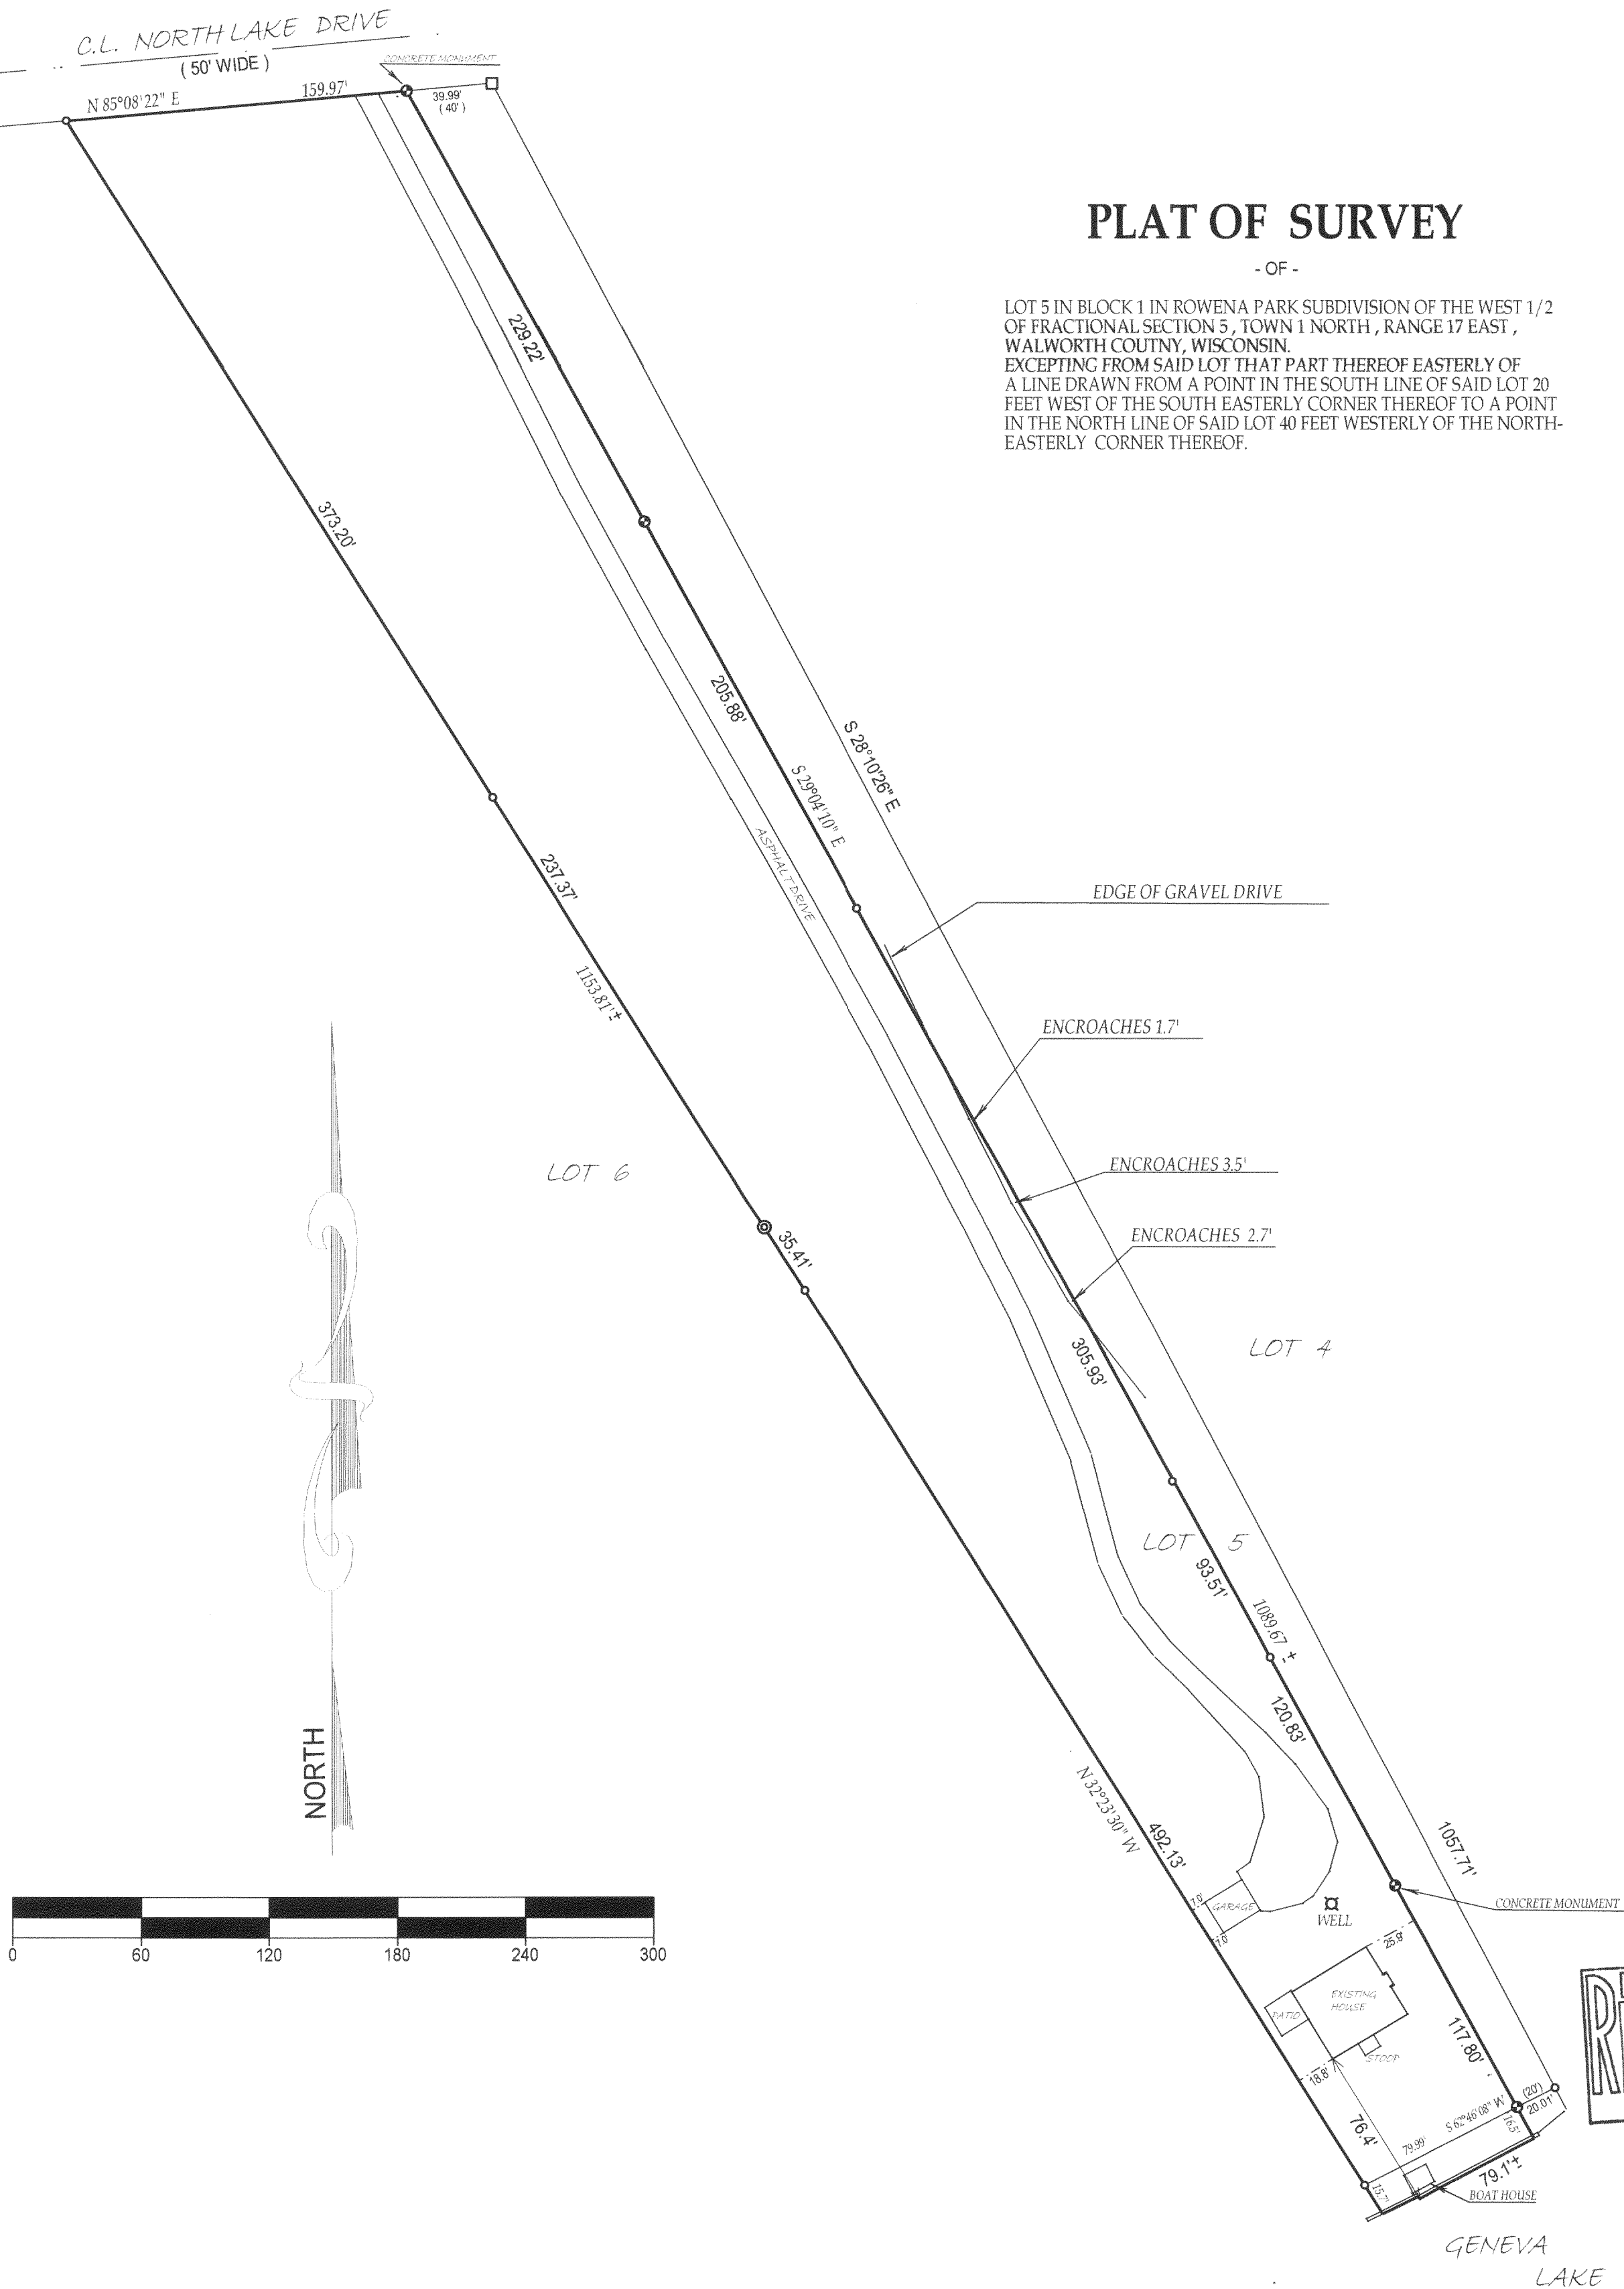 C.L. NORTH LAKE DRIVE
( 50' WIDE )
CONCRETE MONUMENT
N 85°08'22" E
159.97'
39.99'
( 40' )
PLAT OF SURVEY
- OF -
LOT 5 IN BLOCK 1 IN ROWENA PARK SUBDIVISION OF THE WEST 1/2
OF FRACTIONAL SECTION 5 , TOWN 1 NORTH , RANGE 17 EAST ,
WALWORTH COUTNY, WISCONSIN.
EXCEPTING FROM SAID LOT THAT PART THEREOF EASTERLY OF
A LINE DRAWN FROM A POINT IN THE SOUTH LINE OF SAID LOT 20
FEET WEST OF THE SOUTH EASTERLY CORNER THEREOF TO A POINT
IN THE NORTH LINE OF SAID LOT 40 FEET WESTERLY OF THE NORTH-
EASTERLY CORNER THEREOF.
229.22'
373.20'
205.88'
S 28°10'26" E
S 29°04'10" E
ASPHALT DRIVE
237.37'
EDGE OF GRAVEL DRIVE
1153.81'±
ENCROACHES 1.7'
LOT 6
ENCROACHES 3.5'
35.41'
ENCROACHES 2.7'
305.93'
LOT 4
LOT 5
93.51'
1089.67 ±
120.83'
NORTH
N 32°23'30" W
492.13'
1057.71'
7.0'
GARAGE
7.0'
WELL
CONCRETE MONUMENT
0 60 120 180 240 300
25.9'
EXISTING
HOUSE
PATIO
STOOP
117.80'
18.8'
76.4'
(20')
20.01'
S 62°46'08" W
16.5'
79.99'
79.1'±
15.7'
BOAT HOUSE
GENEVA
LAKE